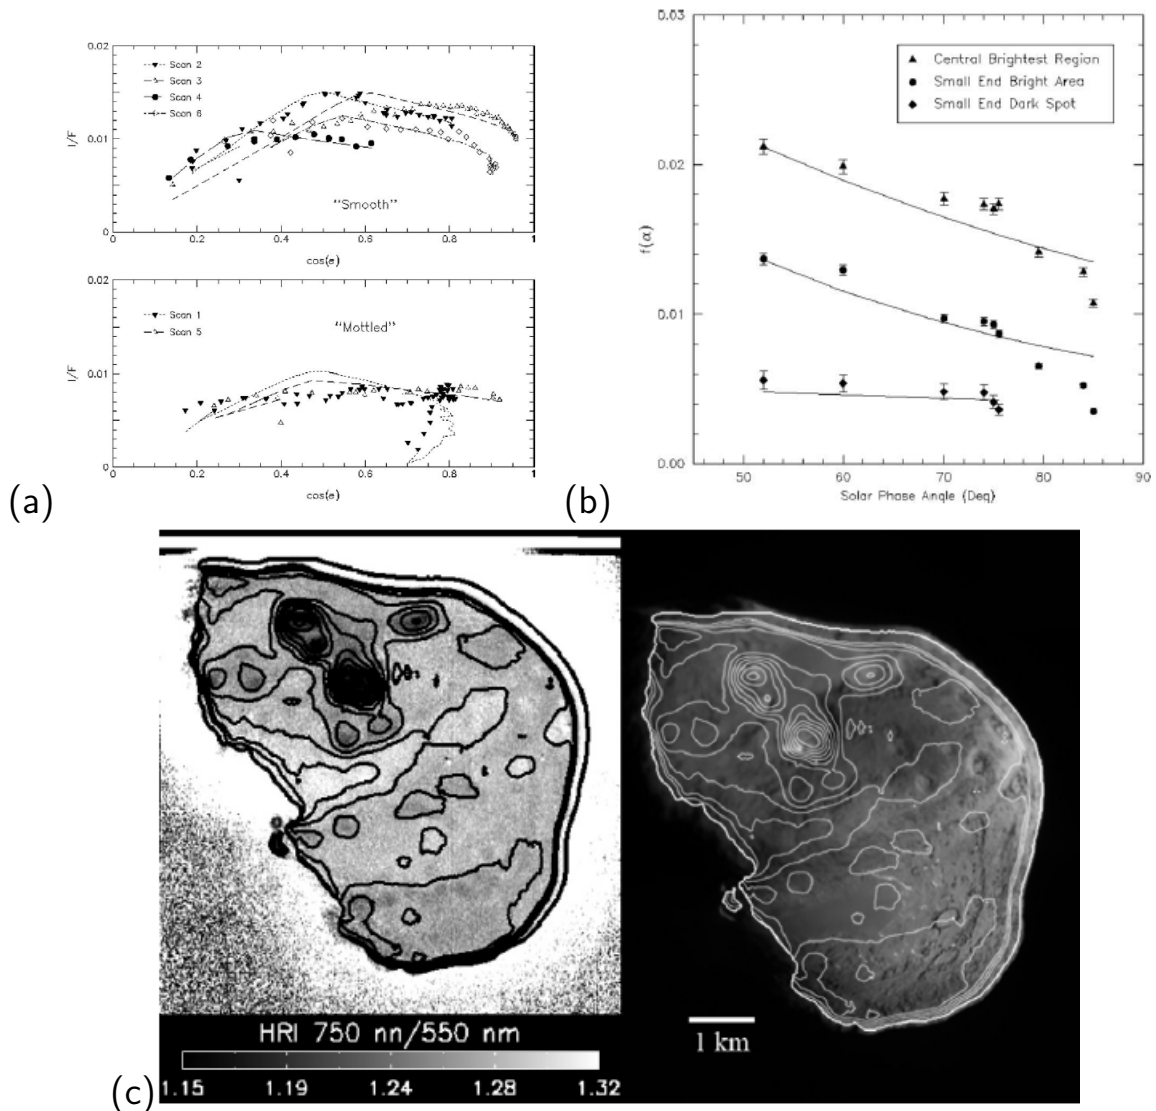 0.02
Scan 2
Scan 3
Scan 4
Scan 6
I/F
0.01
"Smooth"
0.00
0
0.2
0.4
0.6
0.8
1
cos(e)
0.02
Scan 1
Scan 5
"Mottled"
I/F
0.01
0.00
0
0.2
0.4
0.6
0.8
1
cos(e)
(a)
0.03
Central Brightest Region
Small End Bright Area
Small End Dark Spot
0.02
f(α)
0.01
0.00
50
60
70
80
90
Solar Phase Angle (Deq)
(b)
HRI 750 nn/550 nm
1.15
1.19
1.24
1.28
1.32
1 km
(c)